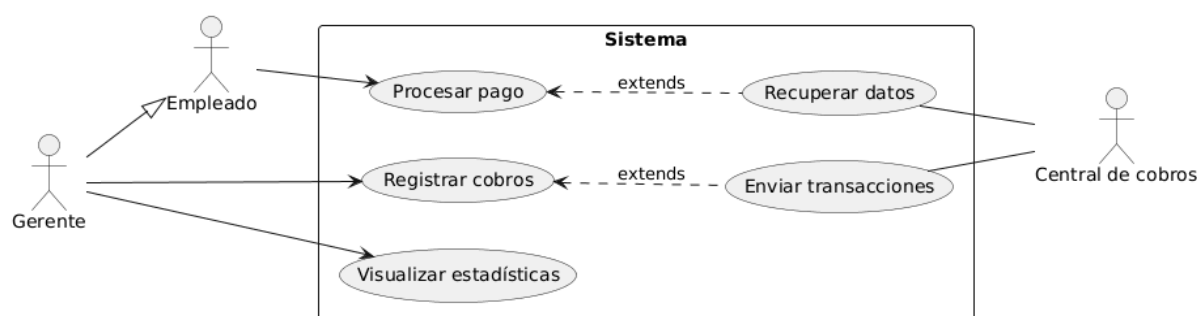 Sistema
Empleado
Procesar pago
extends
Recuperar datos
Gerente
Registrar cobros
extends
Enviar transacciones
Central de cobros
Visualizar estadísticas